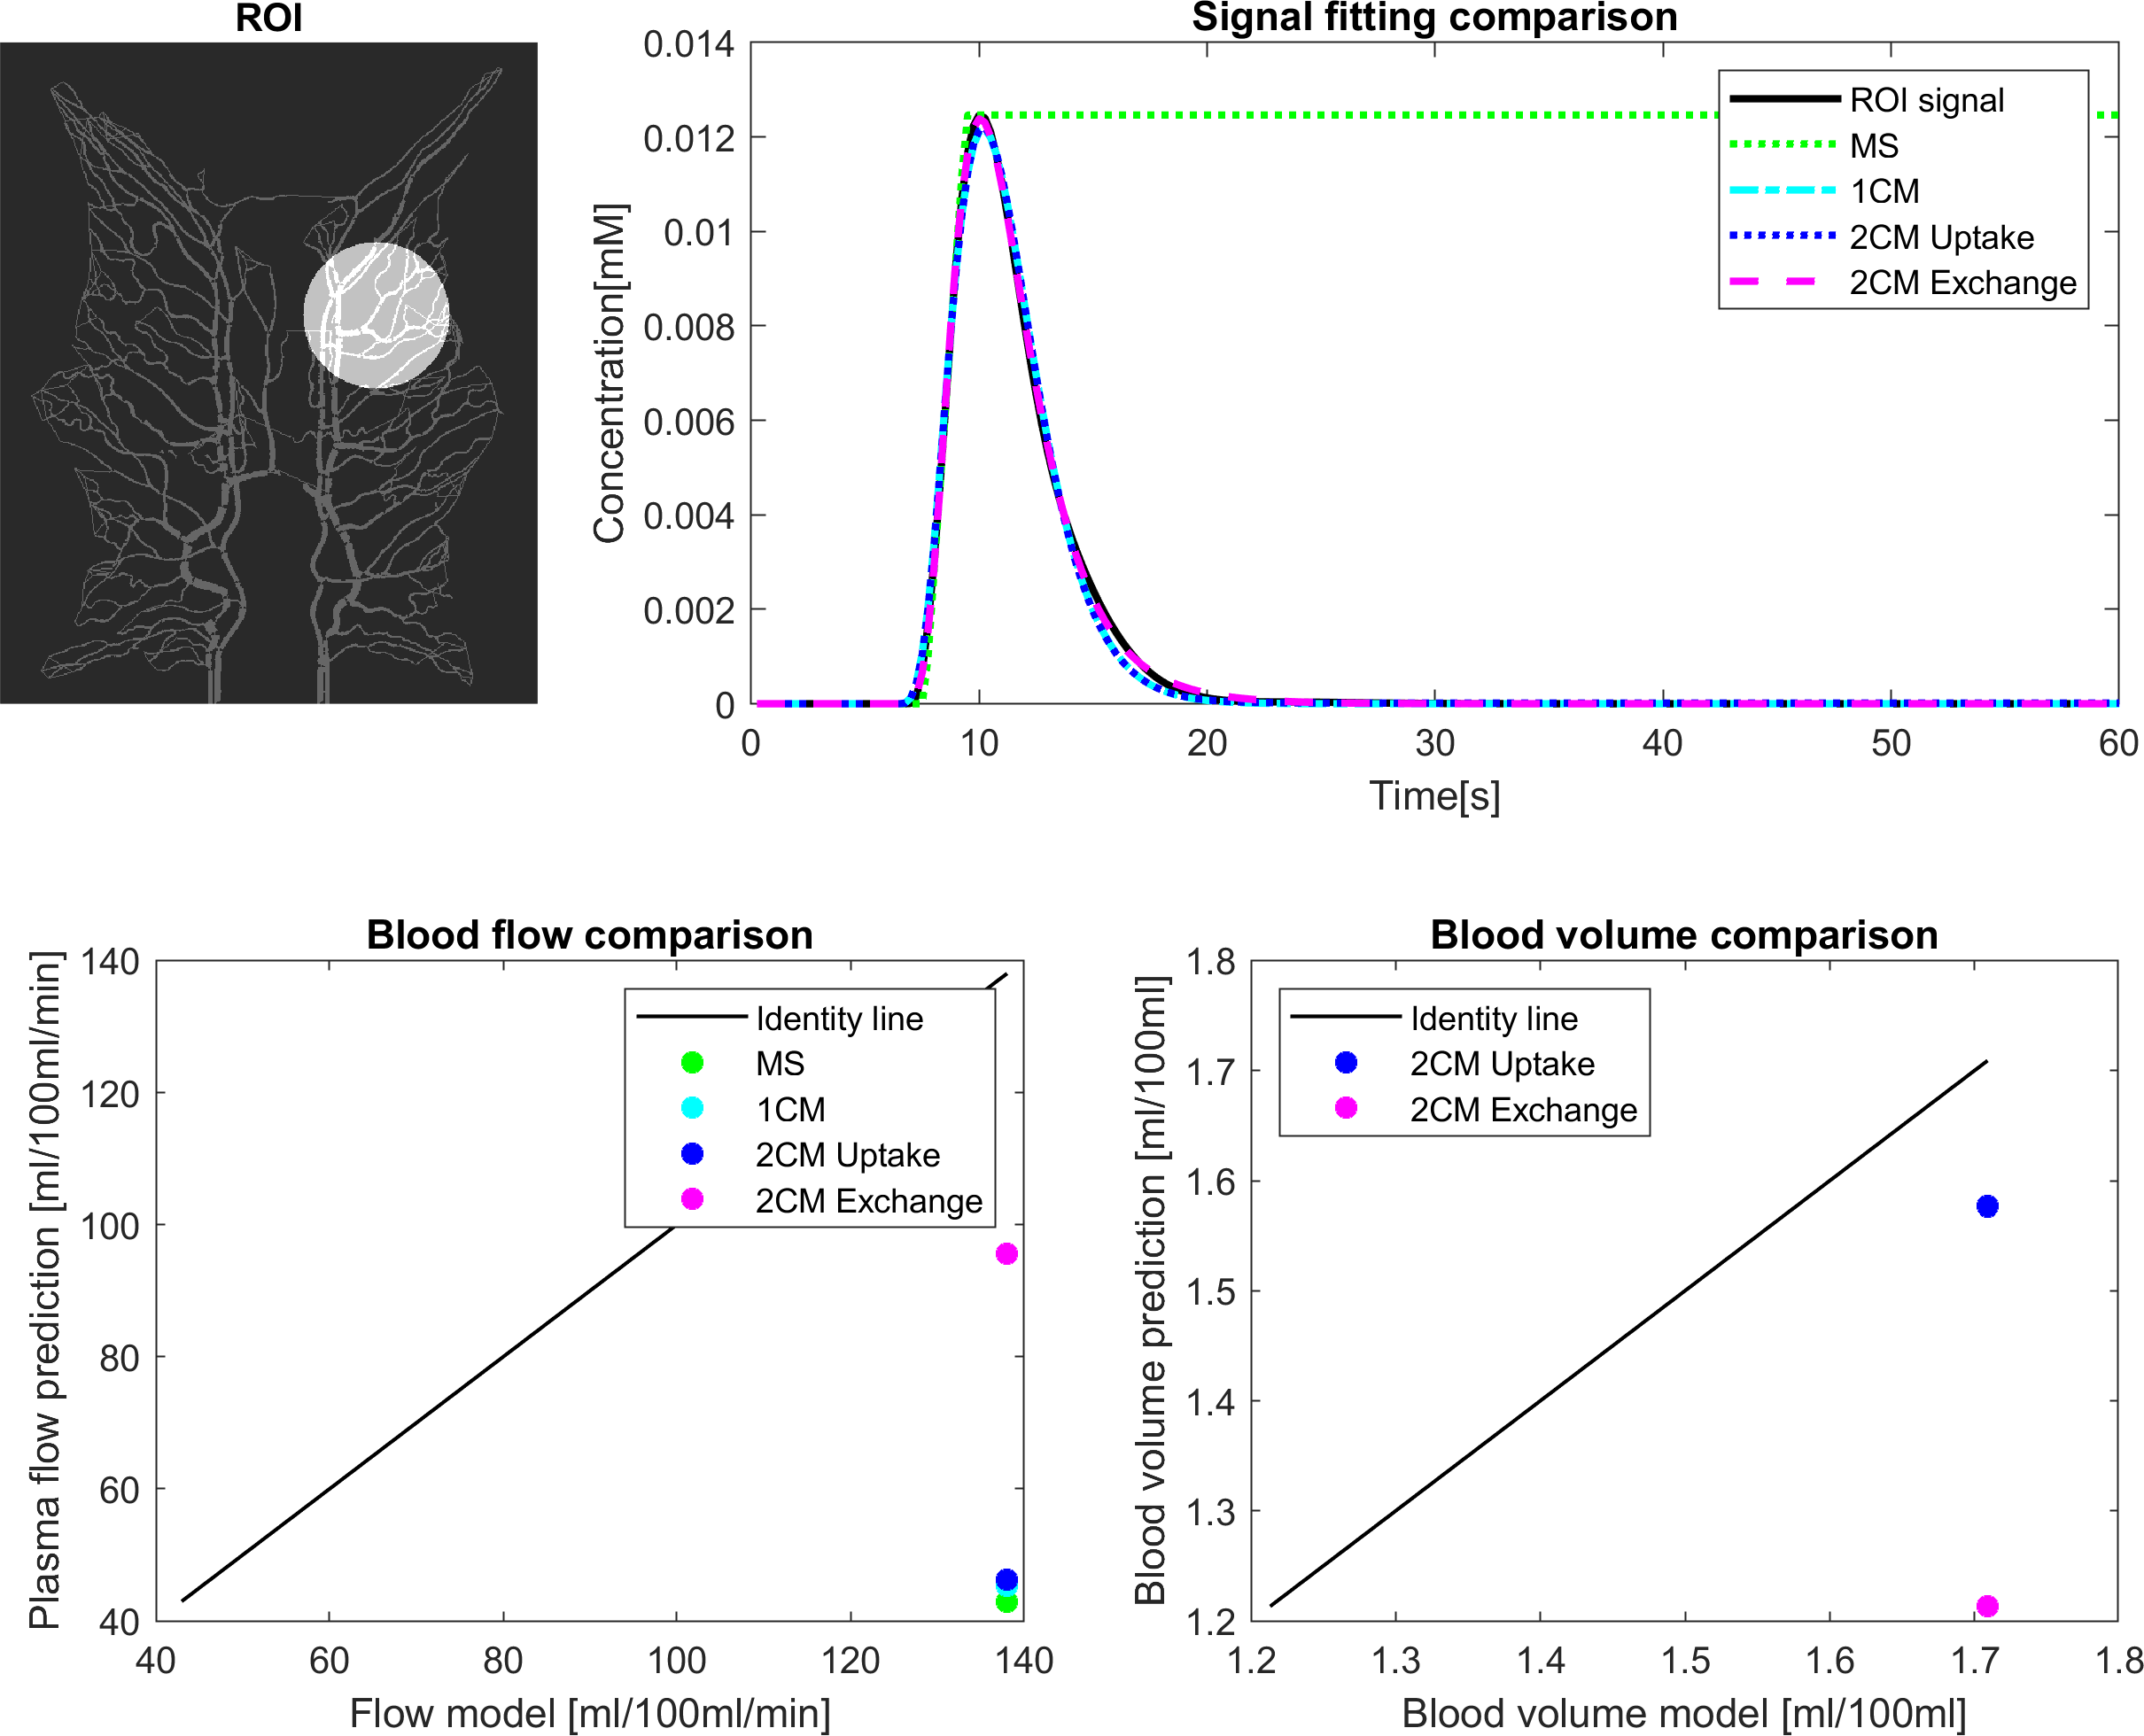 ROI
Signal fitting comparison
0.014
0.012
0.01
0.008
0.006
0.004
0.002
0
Concentration[mM]
ROI signal
MS
1CM
2CM Uptake
2CM Exchange
0 10 20 30 40 50 60
Time[s]
Blood flow comparison
140
120
100
80
60
40
Plasma flow prediction [ml/100ml/min]
Identity line
MS
1CM
2CM Uptake
2CM Exchange
40 60 80 100 120 140
Flow model [ml/100ml/min]
Blood volume comparison
1.8
1.7
1.6
1.5
1.4
1.3
1.2
Blood volume prediction [ml/100ml]
Identity line
2CM Uptake
2CM Exchange
1.2 1.3 1.4 1.5 1.6 1.7 1.8
Blood volume model [ml/100ml]